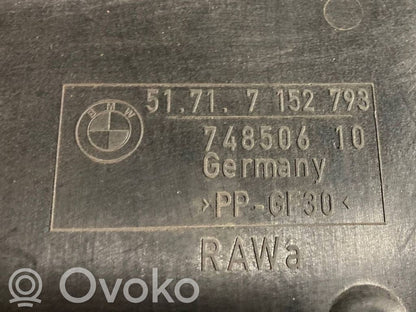 BMW
51.71. 7 152 793
748506 10
Germany
>PP-GF30<
RAWa
Ovoko